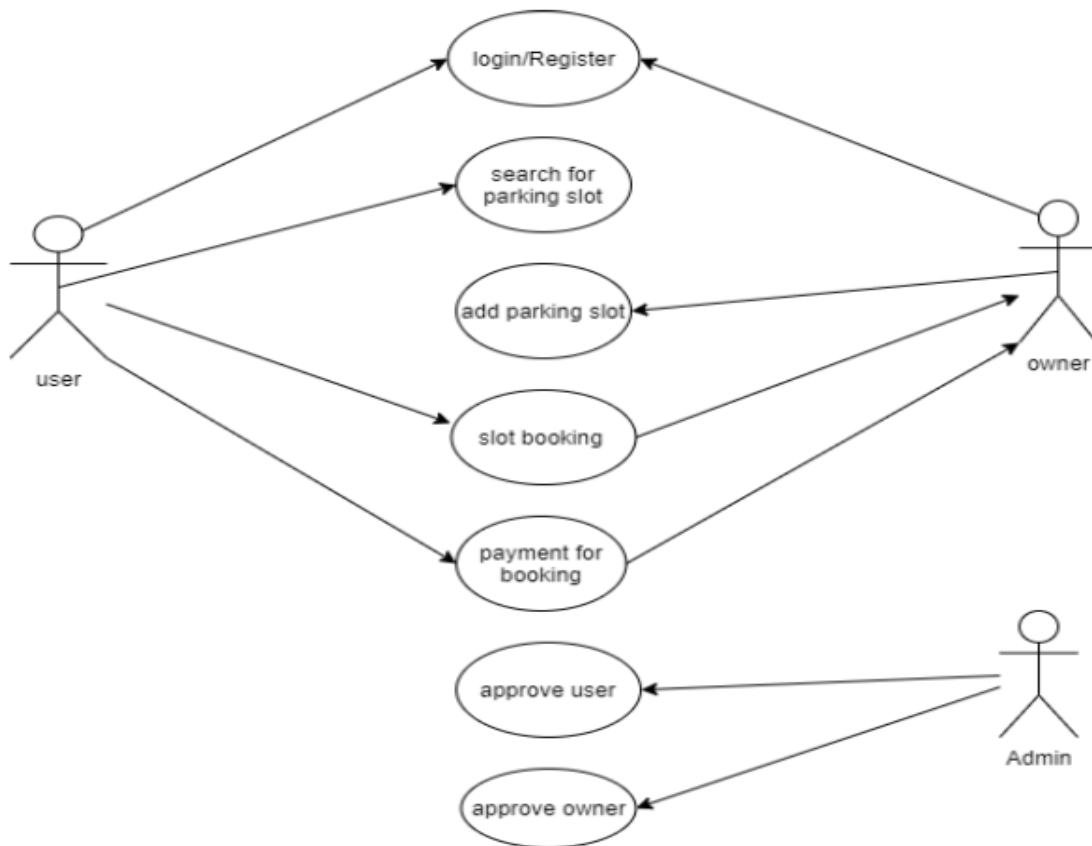 login/Register
search for
parking slot
add parking slot
user
owner
slot booking
payment for
booking
approve user
Admin
approve owner